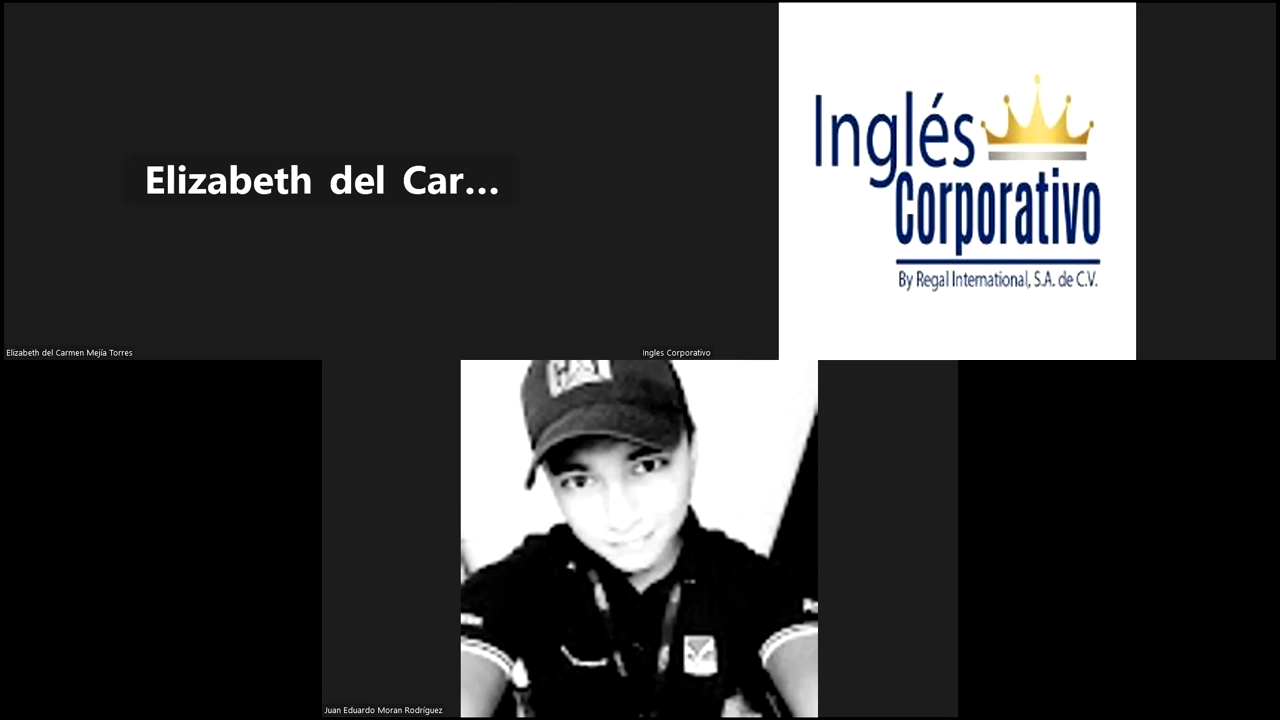 Elizabeth del Car...
Inglés
Corporativo
By Regal International, S.A. de C.V.
Elizabeth del Carmen Mejía Torres
Ingles Corporativo
Juan Eduardo Moran Rodríguez